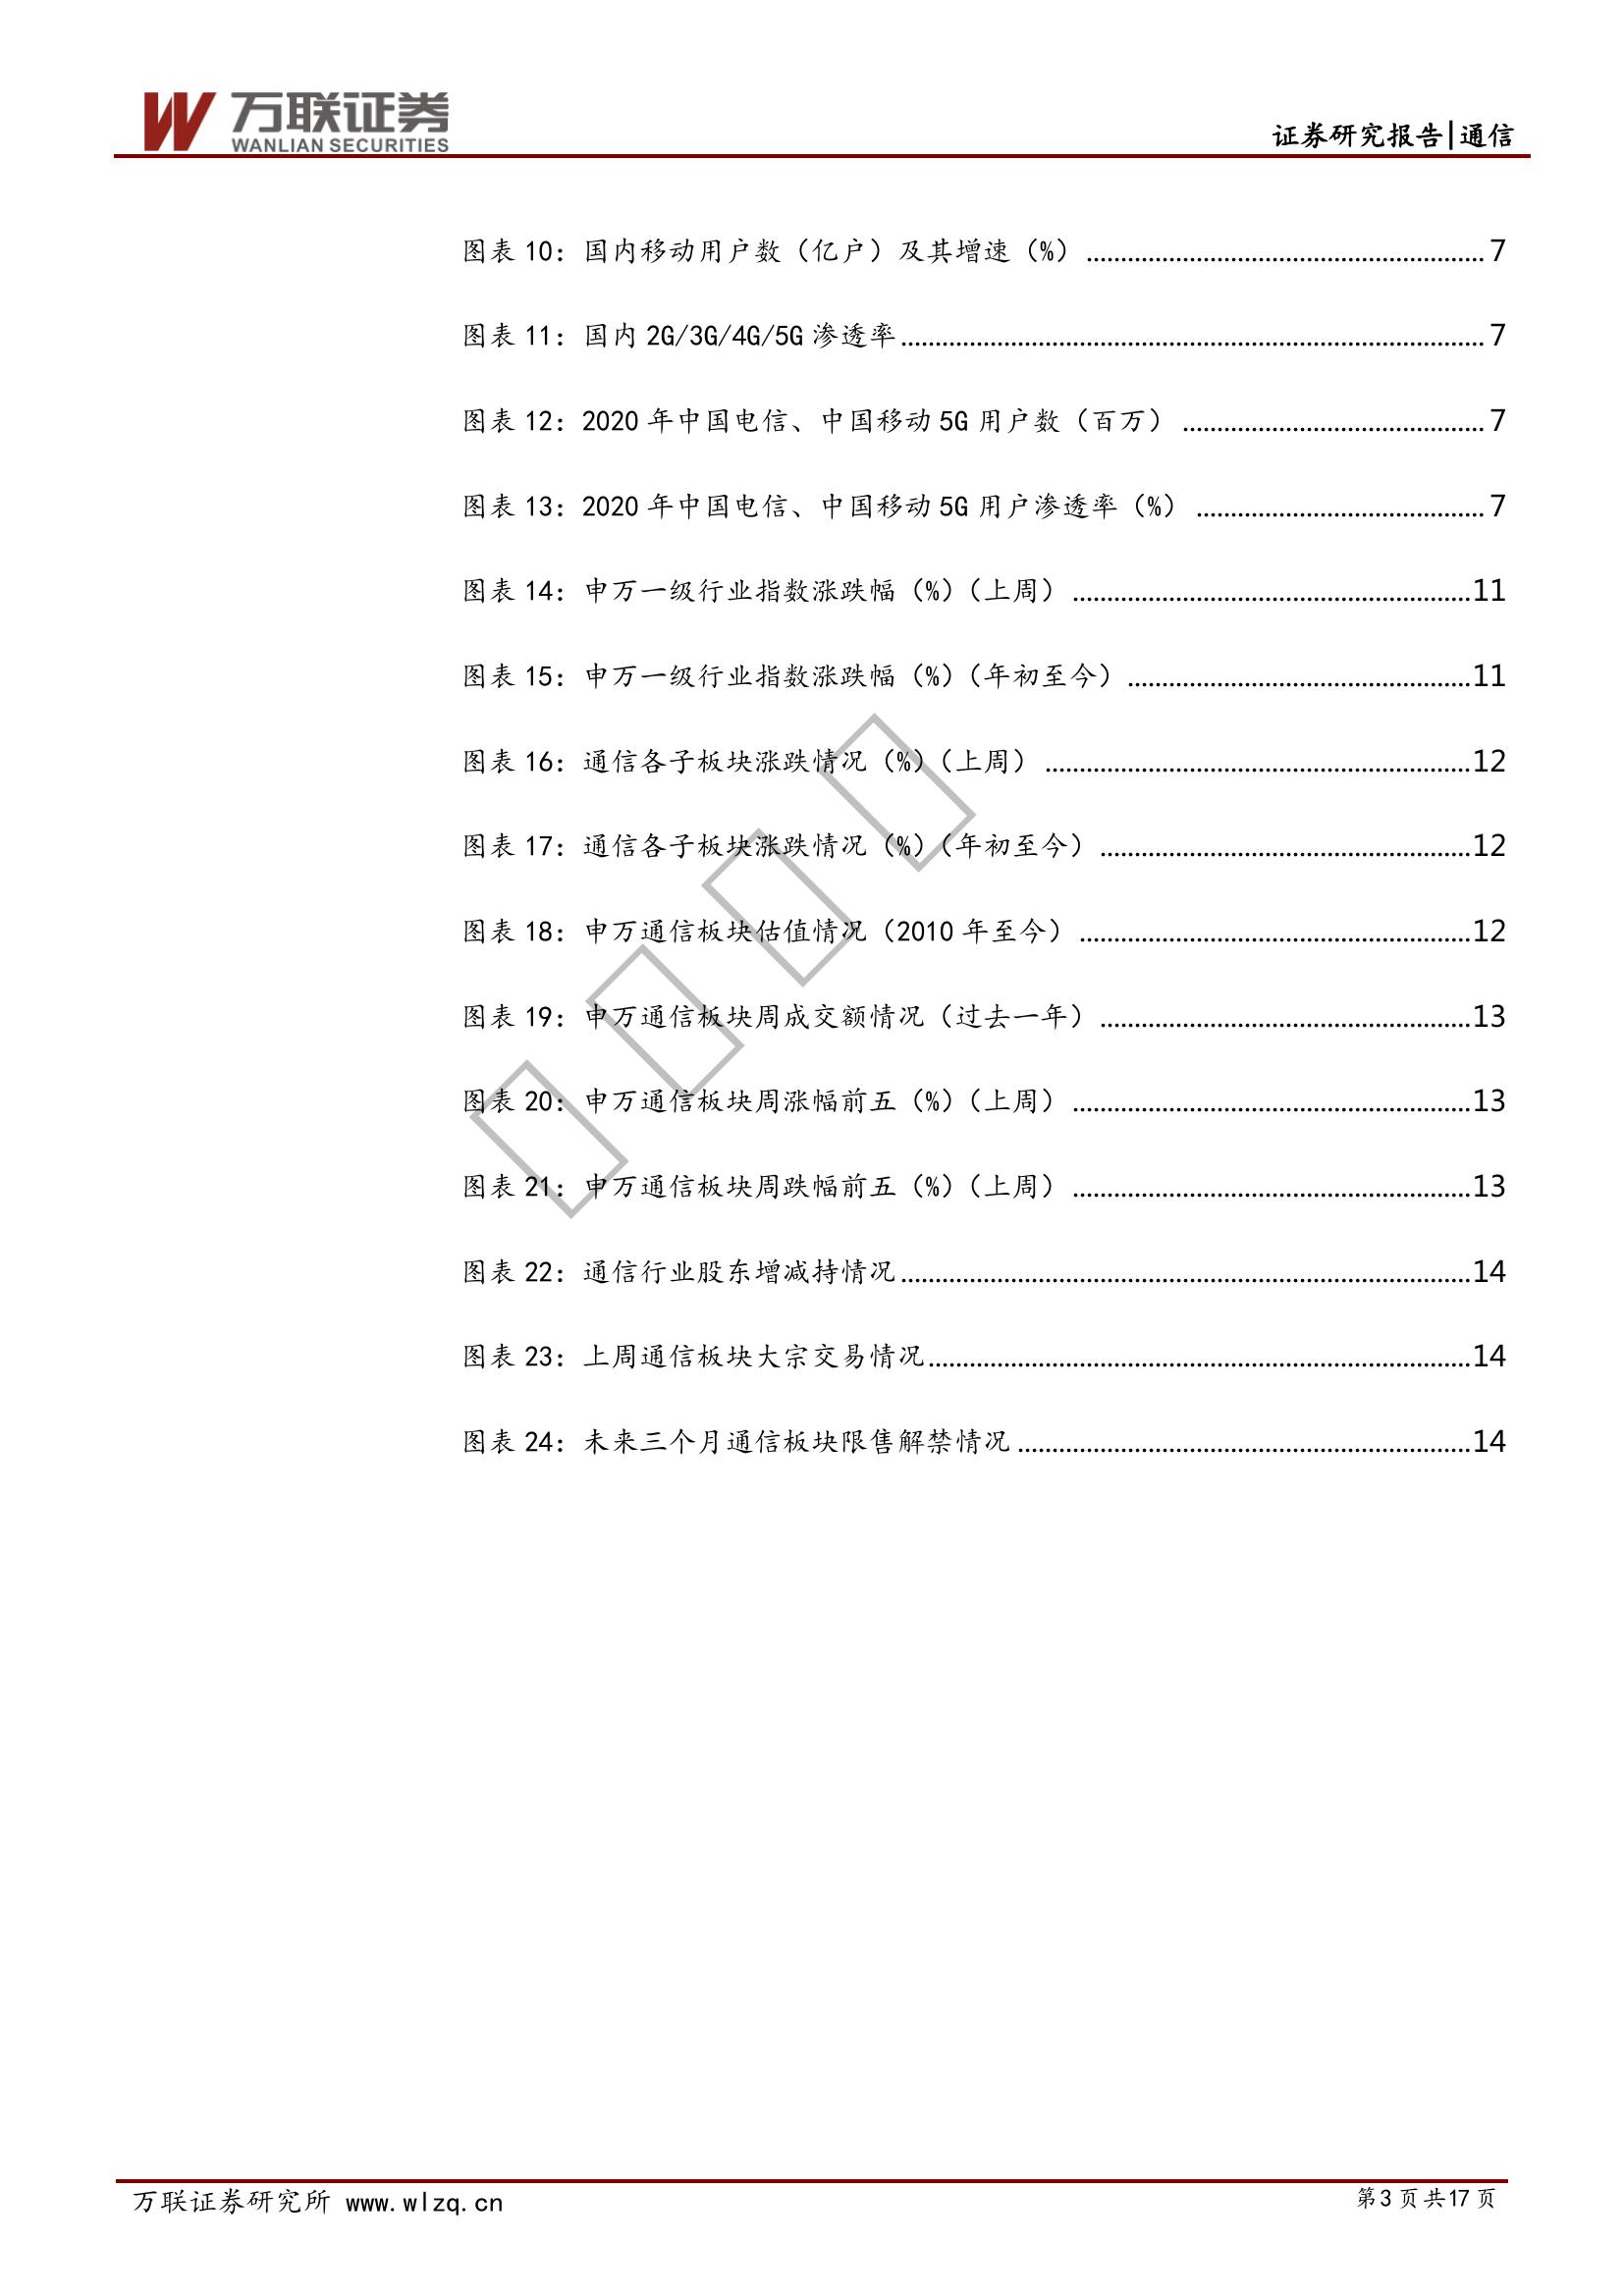 万联证券
WANLIAN SECURITIES
证券研究报告|通信
图表 10：国内移动用户数（亿户）及其增速（%）...7
图表 11：国内 2G/3G/4G/5G 渗透率...7
图表 12：2020 年中国电信、中国移动 5G 用户数（百万）...7
图表 13：2020 年中国电信、中国移动 5G 用户渗透率（%）...7
图表 14：申万一级行业指数涨跌幅（%）（上周）...11
图表 15：申万一级行业指数涨跌幅（%）（年初至今）...11
图表 16：通信各子板块涨跌情况（%）（上周）...12
图表 17：通信各子板块涨跌情况（%）（年初至今）...12
图表 18：申万通信板块估值情况（2010 年至今）...12
图表 19：申万通信板块周成交额情况（过去一年）...13
图表 20：申万通信板块周涨幅前五（%）（上周）...13
图表 21：申万通信板块周跌幅前五（%）（上周）...13
图表 22：通信行业股东增减持情况...14
图表 23：上周通信板块大宗交易情况...14
图表 24：未来三个月通信板块限售解禁情况...14
万联证券研究所 www.wlzq.cn
第 3 页 共 17 页